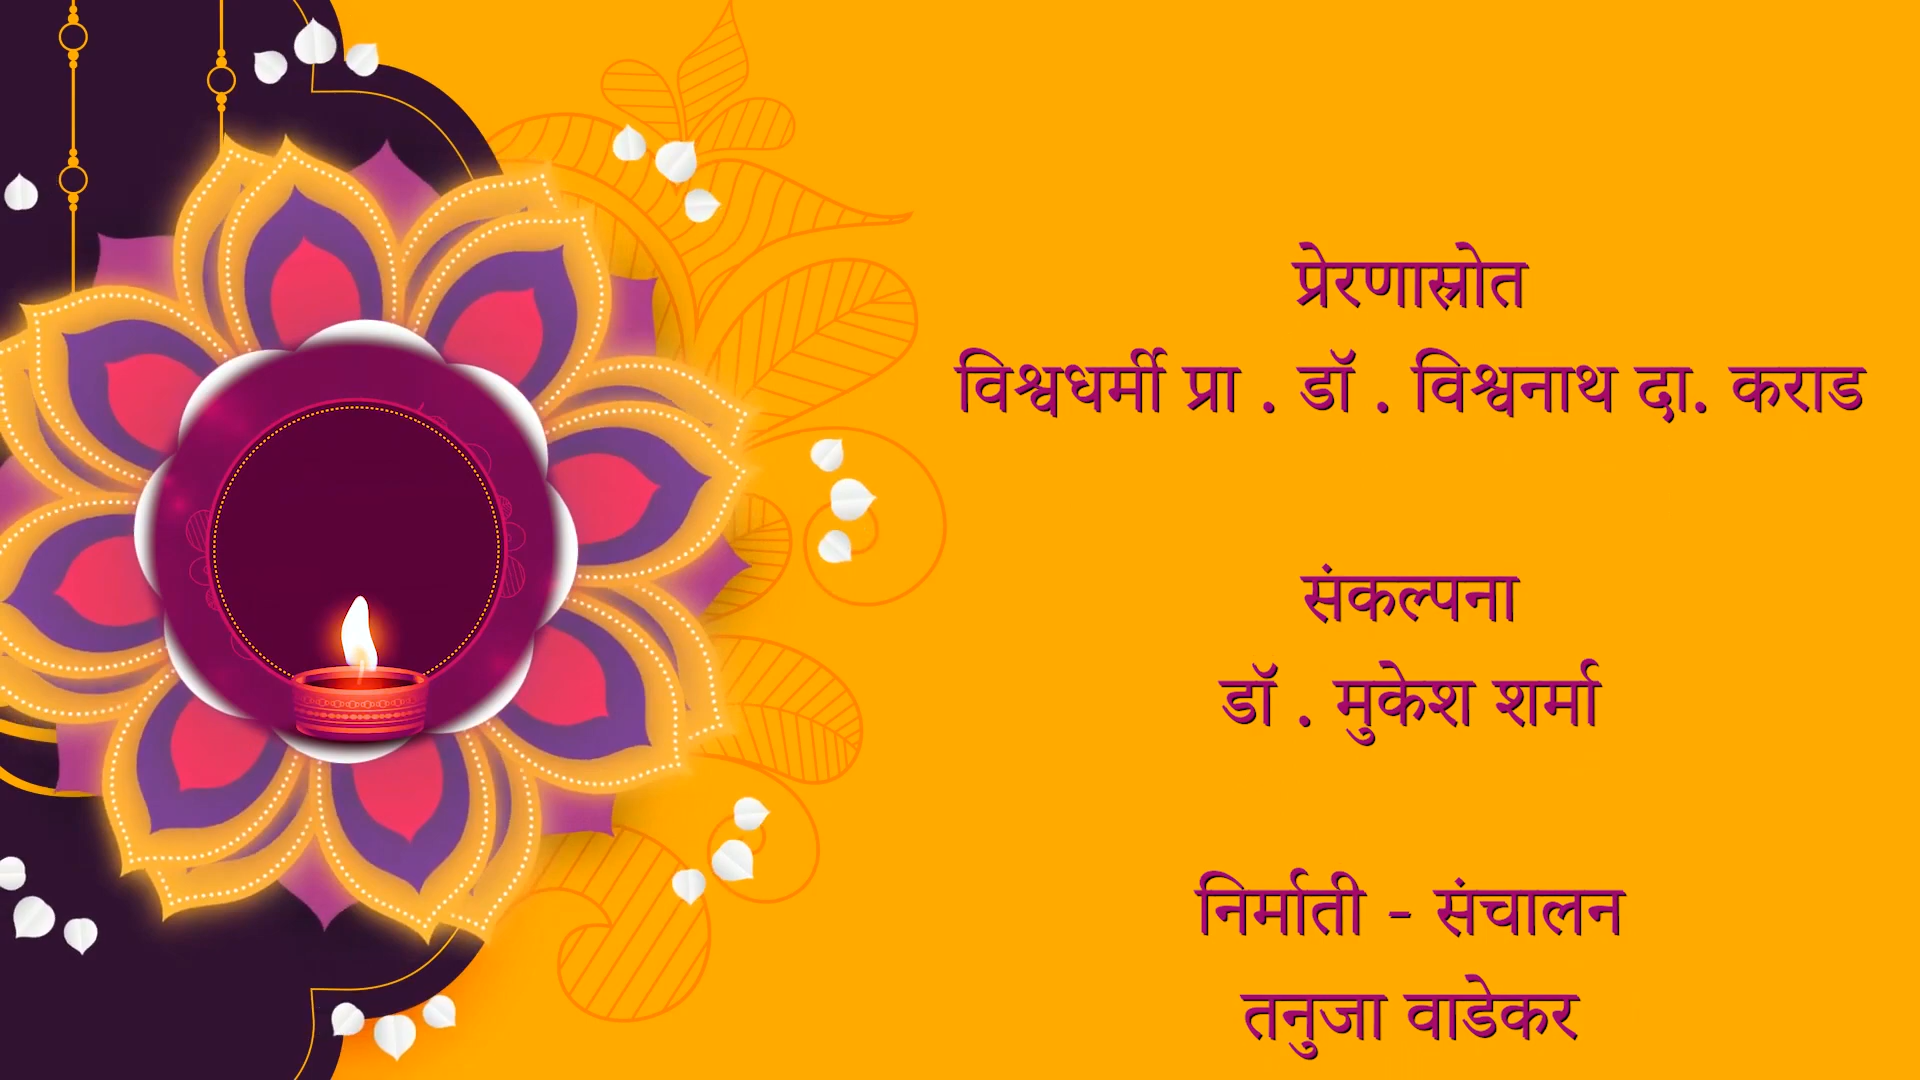 प्रेरणास्रोत
विश्वधर्मी प्रा . डॉ . विश्वनाथ दा. कराड
संकल्पना
डॉ . मुकेश शर्मा
निर्माती - संचालन
तनुजा वाडेकर